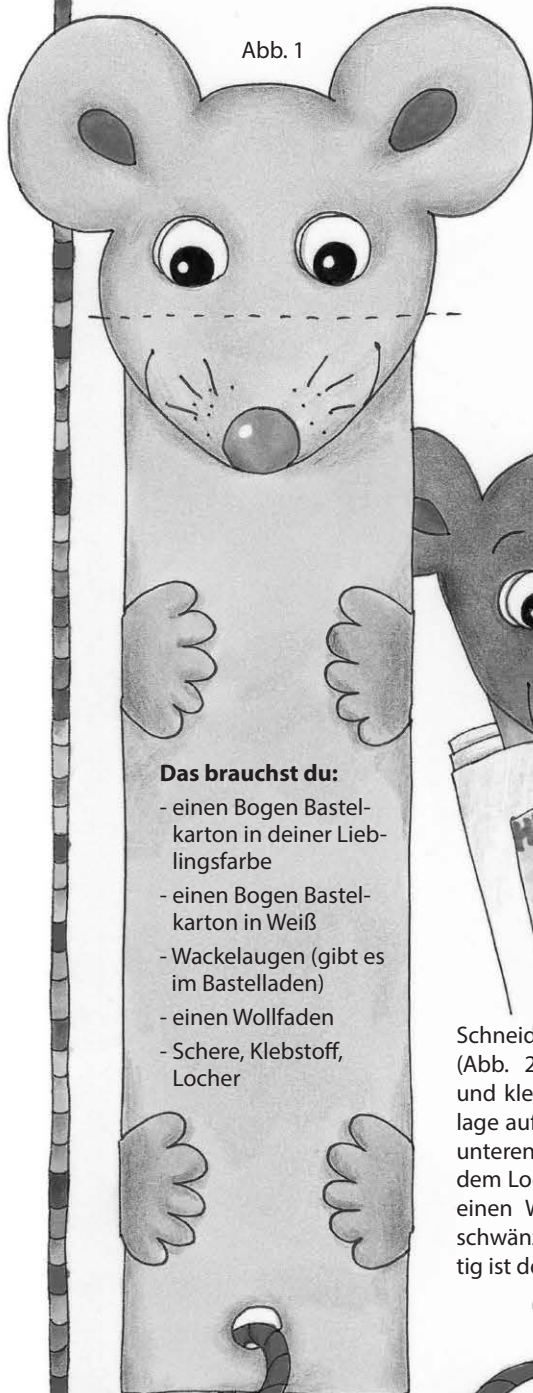 Abb. 1
Das brauchst du:
- einen Bogen Bastel-
karton in deiner Lieb-
lingsfarbe
- einen Bogen Bastel-
karton in Weiß
- Wackelaugen (gibt es
im Bastelladen)
- einen Wollfaden
- Schere, Klebstoff,
Locher
(Abb. 2
und kle
lage auf
unteren
dem Lo
einen W
schwänz
tig ist de